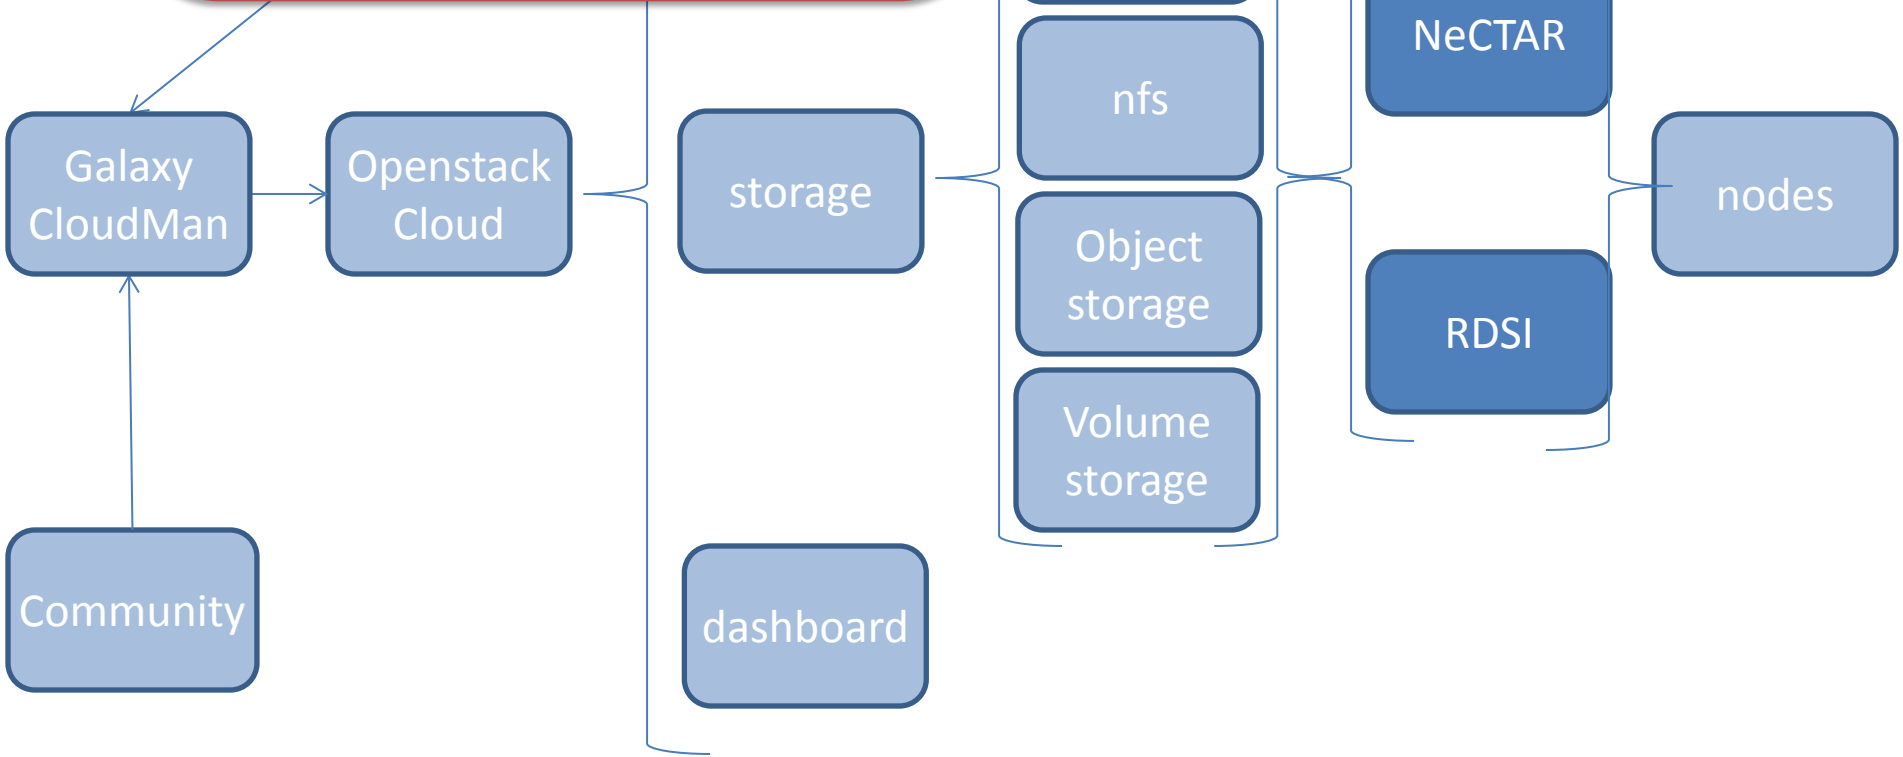 NeCTAR
nfs
Galaxy
CloudMan
Openstack
Cloud
storage
nodes
Object
storage
RDSI
Volume
storage
Community
dashboard